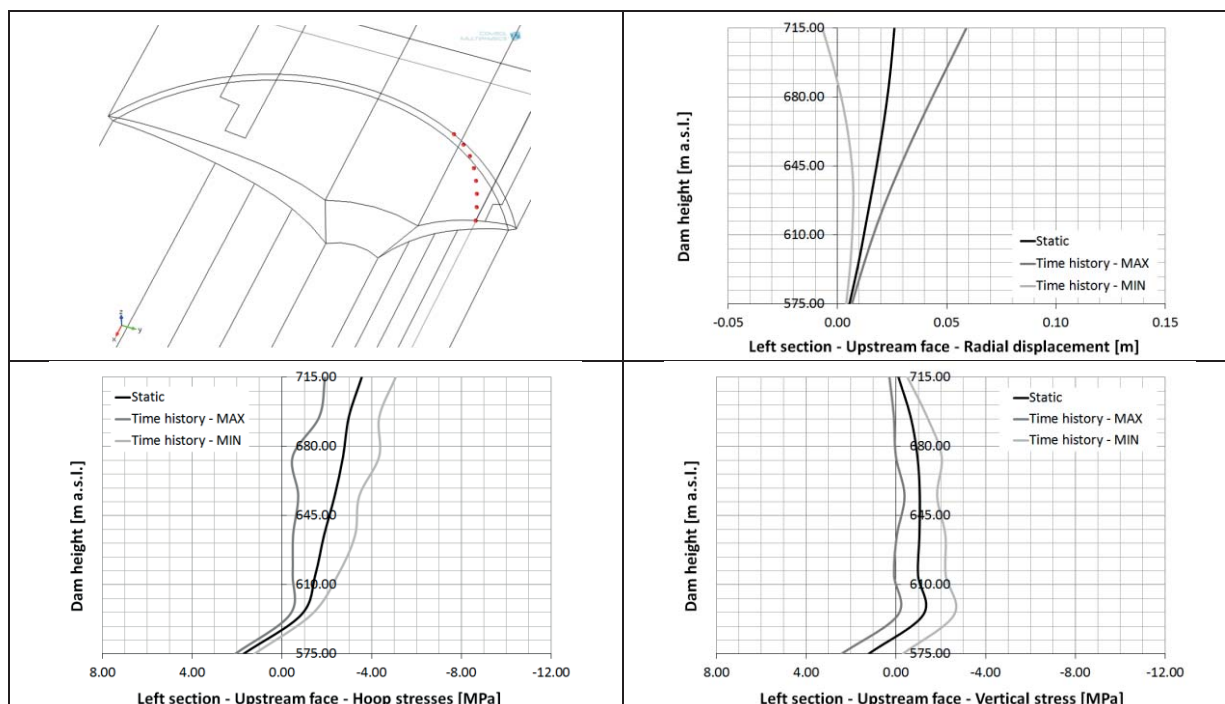 z
y
x
715.00
680.00
645.00
610.00
575.00
Dam height [m a.s.l.]
Static
Time history - MAX
Time history - MIN
-0.05 0.00 0.05 0.10 0.15
Left section - Upstream face - Radial displacement [m]
715.00
680.00
645.00
610.00
575.00
Dam height [m a.s.l.]
Static
Time history - MAX
Time history - MIN
8.00 4.00 0.00 -4.00 -8.00 -12.00
Left section - Upstream face - Hoop stresses [MPa]
715.00
680.00
645.00
610.00
575.00
Dam height [m a.s.l.]
Static
Time history - MAX
Time history - MIN
8.00 4.00 0.00 -4.00 -8.00 -12.00
Left section - Upstream face - Vertical stress [MPa]